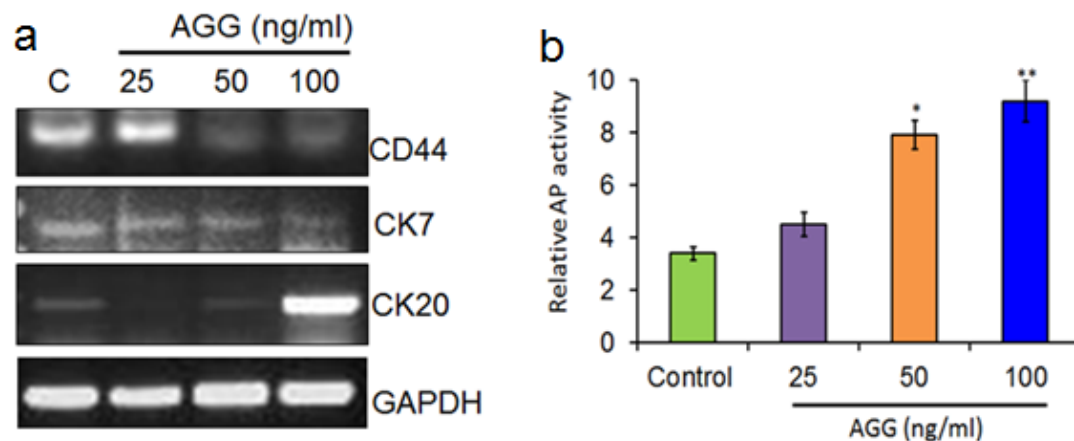 a
AGG (ng/ml)
C 25 50 100
CD44
CK7
CK20
GAPDH
b
Relative AP activity
10
8
6
4
2
0
*
**
Control 25 50 100
AGG (ng/ml)